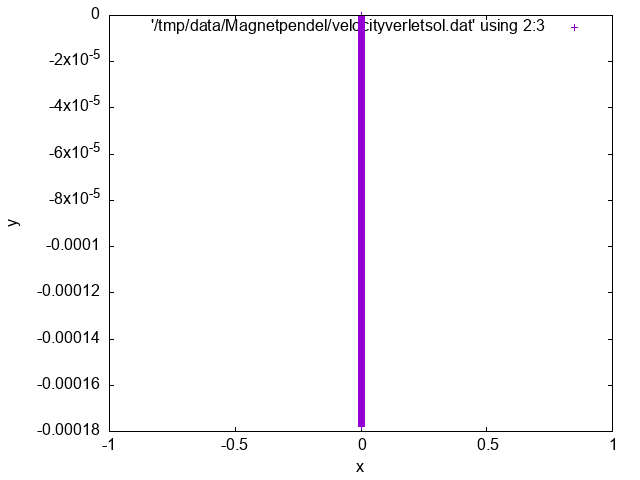 0
'/tmp/data/Magnetpendel/velocityverletsol.dat' using 2:3
-2x10-5
-4x10-5
-6x10-5
-8x10-5
y
-0.0001
-0.00012
-0.00014
-0.00016
-0.00018
-1 -0.5 0 0.5 1
x